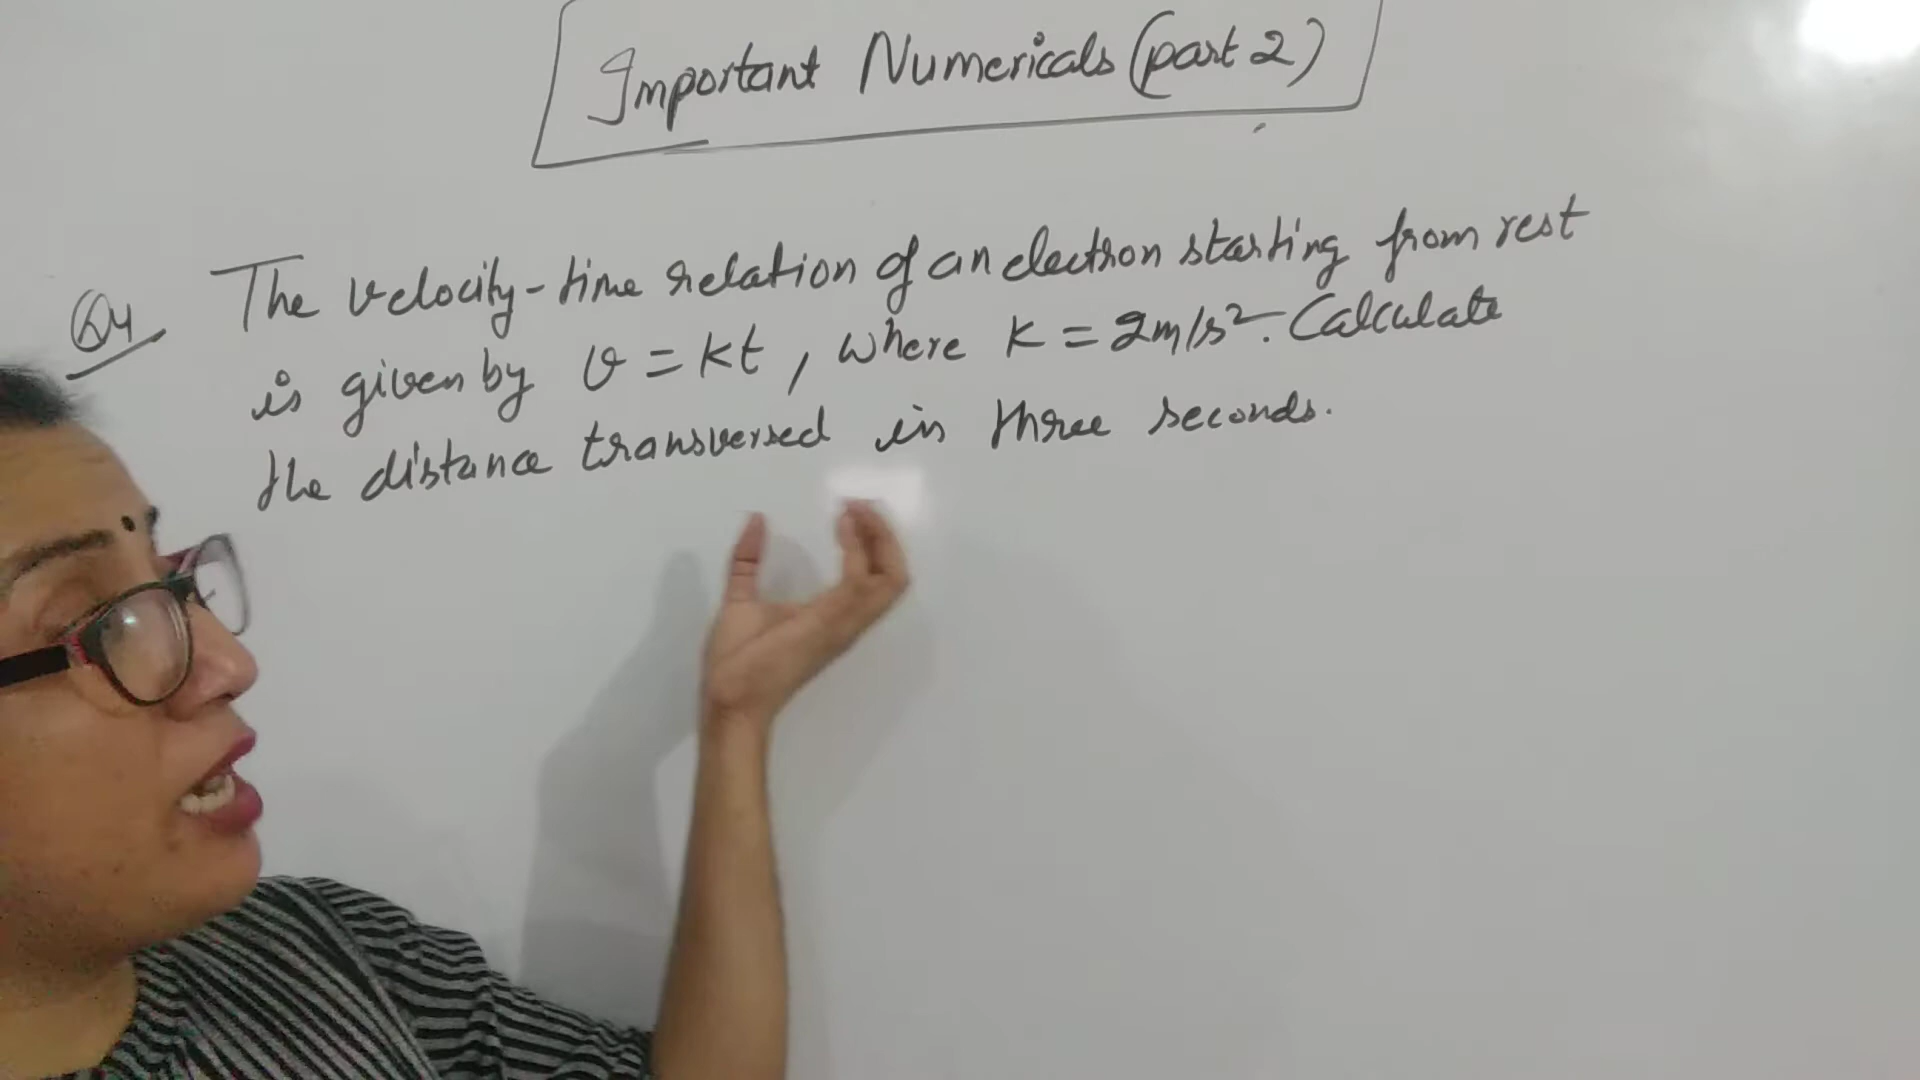 Important Numericals (part 2)
Q4 The velocity-time relation of an electron starting from rest
is given by v = kt, where K = 2m/s². Calculate
the distance transversed in three seconds.